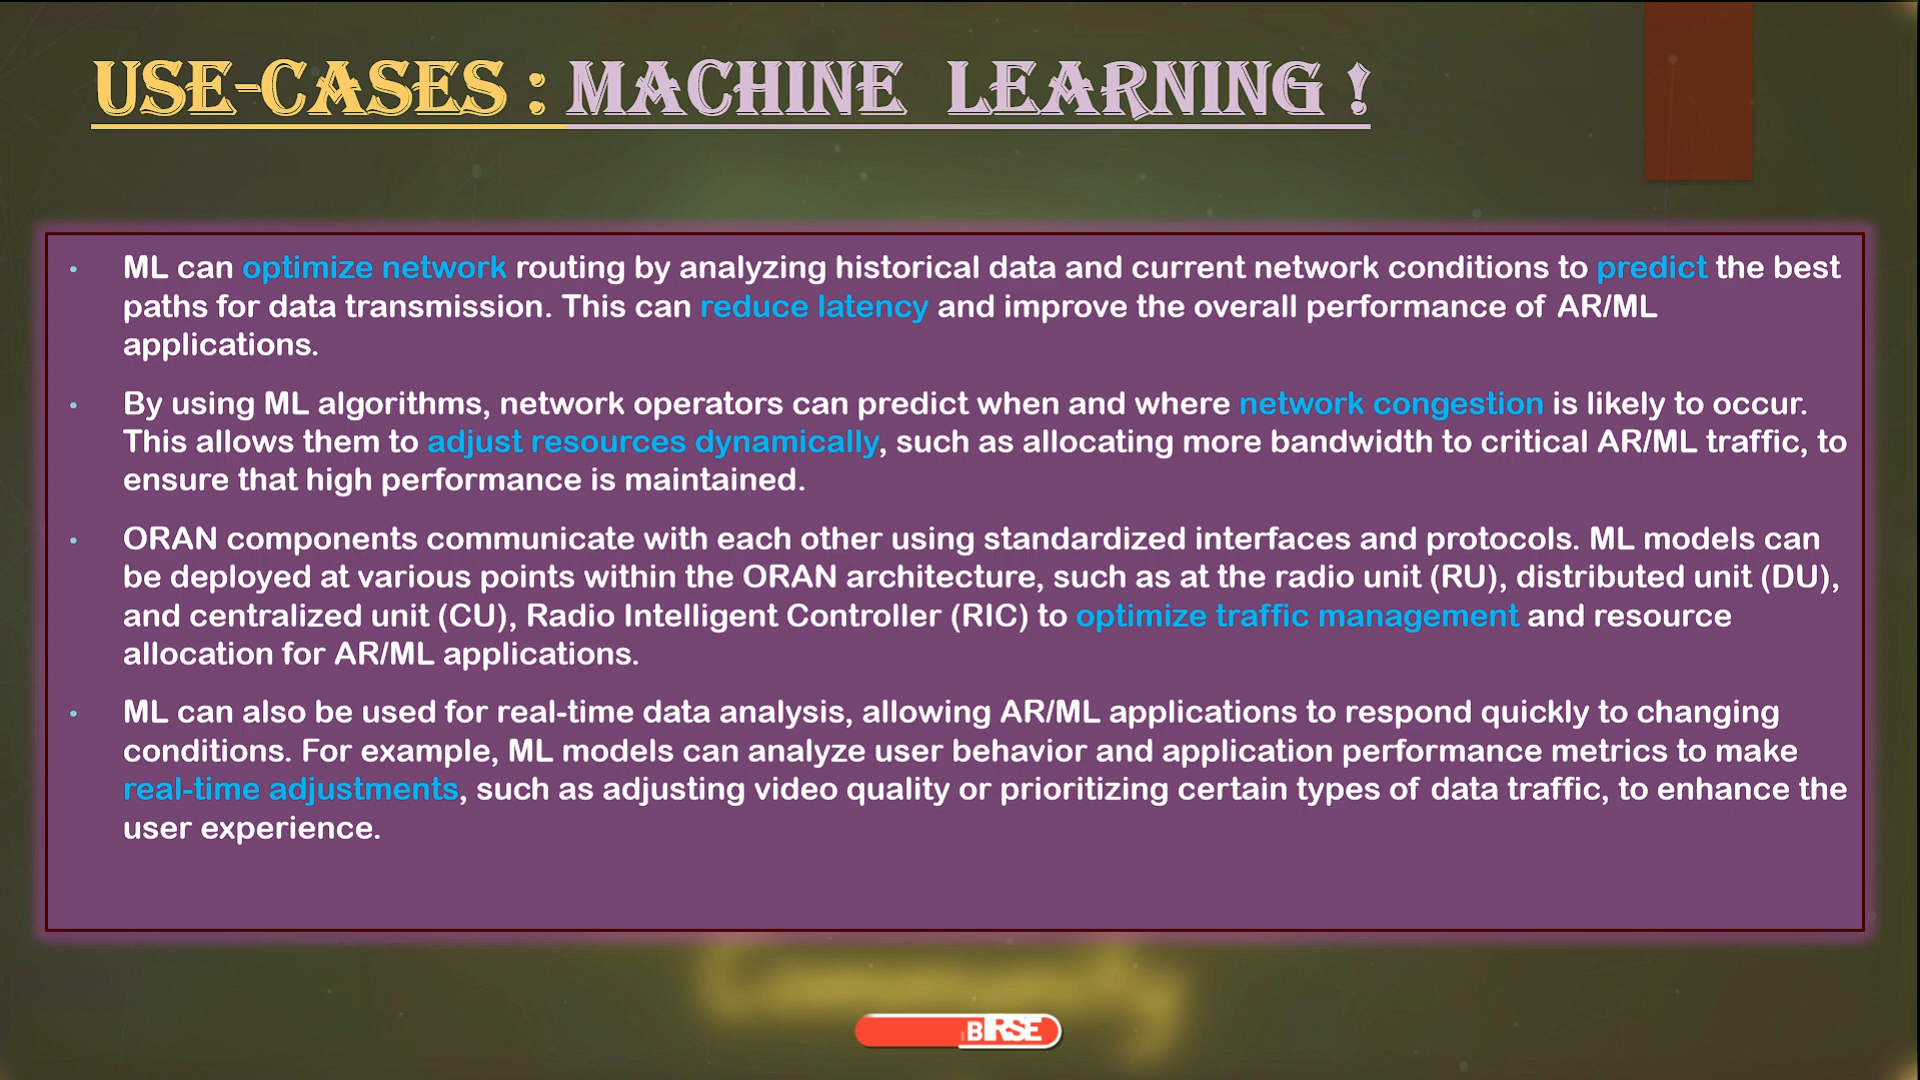 USE-CASES : MACHINE LEARNING !
• ML can optimize network routing by analyzing historical data and current network conditions to predict the best
paths for data transmission. This can reduce latency and improve the overall performance of AR/ML
applications.
• By using ML algorithms, network operators can predict when and where network congestion is likely to occur.
This allows them to adjust resources dynamically, such as allocating more bandwidth to critical AR/ML traffic, to
ensure that high performance is maintained.
• ORAN components communicate with each other using standardized interfaces and protocols. ML models can
be deployed at various points within the ORAN architecture, such as at the radio unit (RU), distributed unit (DU),
and centralized unit (CU), Radio Intelligent Controller (RIC) to optimize traffic management and resource
allocation for AR/ML applications.
• ML can also be used for real-time data analysis, allowing AR/ML applications to respond quickly to changing
conditions. For example, ML models can analyze user behavior and application performance metrics to make
real-time adjustments, such as adjusting video quality or prioritizing certain types of data traffic, to enhance the
user experience.